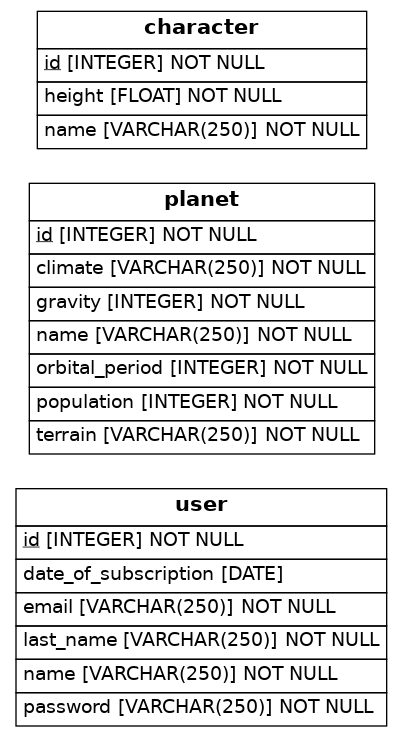 character
id [INTEGER] NOT NULL
height [FLOAT] NOT NULL
name [VARCHAR(250)] NOT NULL
planet
id [INTEGER] NOT NULL
climate [VARCHAR(250)] NOT NULL
gravity [INTEGER] NOT NULL
name [VARCHAR(250)] NOT NULL
orbital_period [INTEGER] NOT NULL
population [INTEGER] NOT NULL
terrain [VARCHAR(250)] NOT NULL
user
id [INTEGER] NOT NULL
date_of_subscription [DATE]
email [VARCHAR(250)] NOT NULL
last_name [VARCHAR(250)] NOT NULL
name [VARCHAR(250)] NOT NULL
password [VARCHAR(250)] NOT NULL